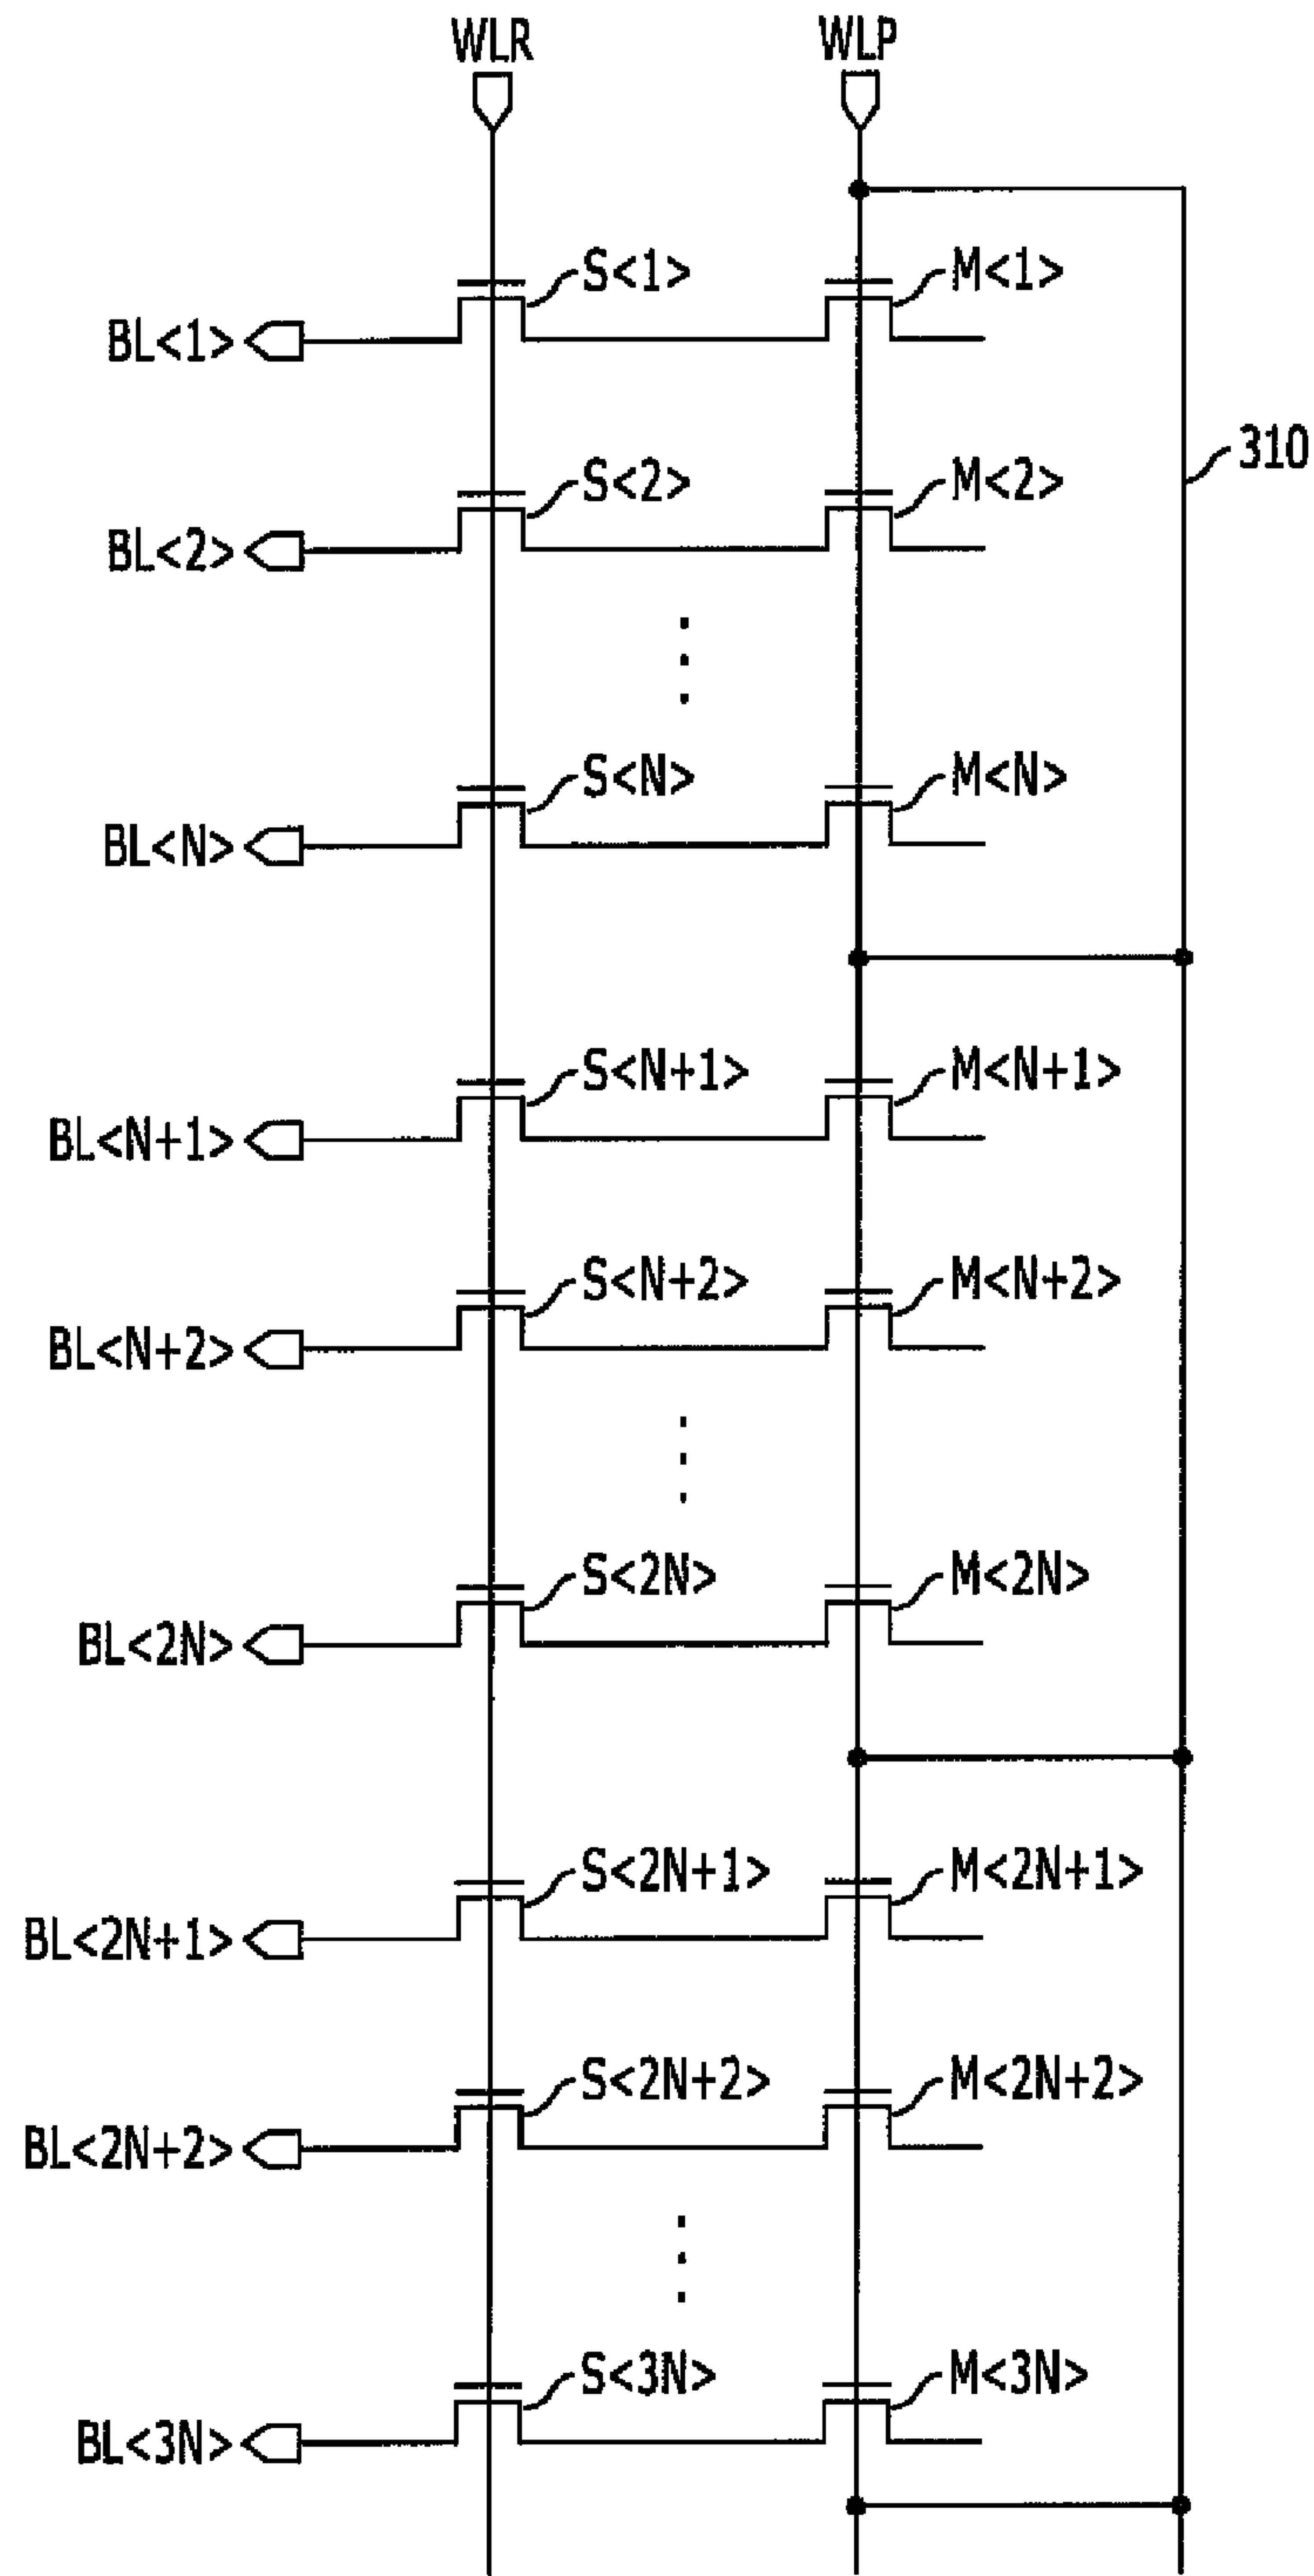 WLR WLP
S<1> M<1>
BL<1>
310
S<2> M<2>
BL<2>
S<N> M<N>
BL<N>
S<N+1> M<N+1>
BL<N+1>
S<N+2> M<N+2>
BL<N+2>
S<2N> M<2N>
BL<2N>
S<2N+1> M<2N+1>
BL<2N+1>
S<2N+2> M<2N+2>
BL<2N+2>
S<3N> M<3N>
BL<3N>